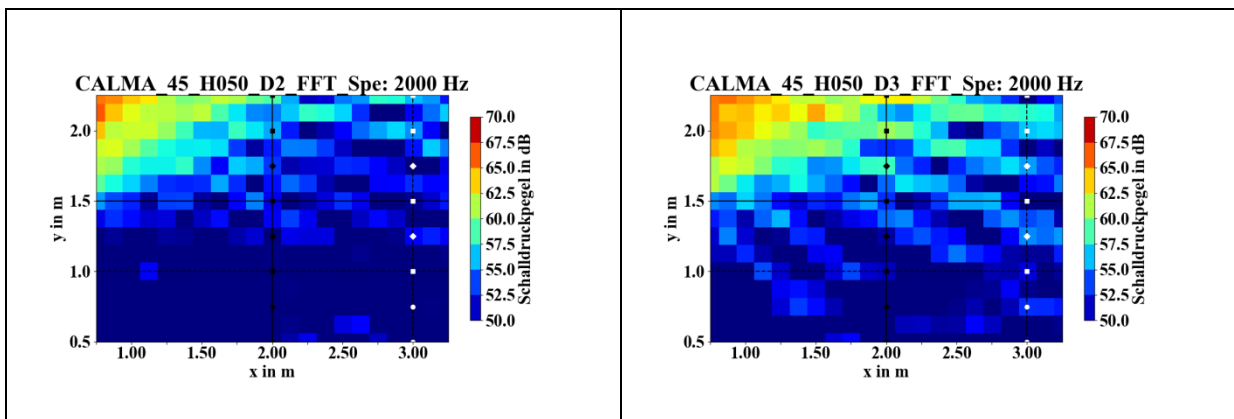 CALMA_45_H050_D2_FFT_Spe: 2000 Hz
70.0
67.5
65.0
62.5
60.0
57.5
55.0
52.5
50.0
Schalldruckpegel in dB
2.0
1.5
1.0
0.5
y in m
1.00 1.50 2.00 2.50 3.00
x in m
CALMA_45_H050_D3_FFT_Spe: 2000 Hz
70.0
67.5
65.0
62.5
60.0
57.5
55.0
52.5
50.0
Schalldruckpegel in dB
2.0
1.5
1.0
0.5
y in m
1.00 1.50 2.00 2.50 3.00
x in m